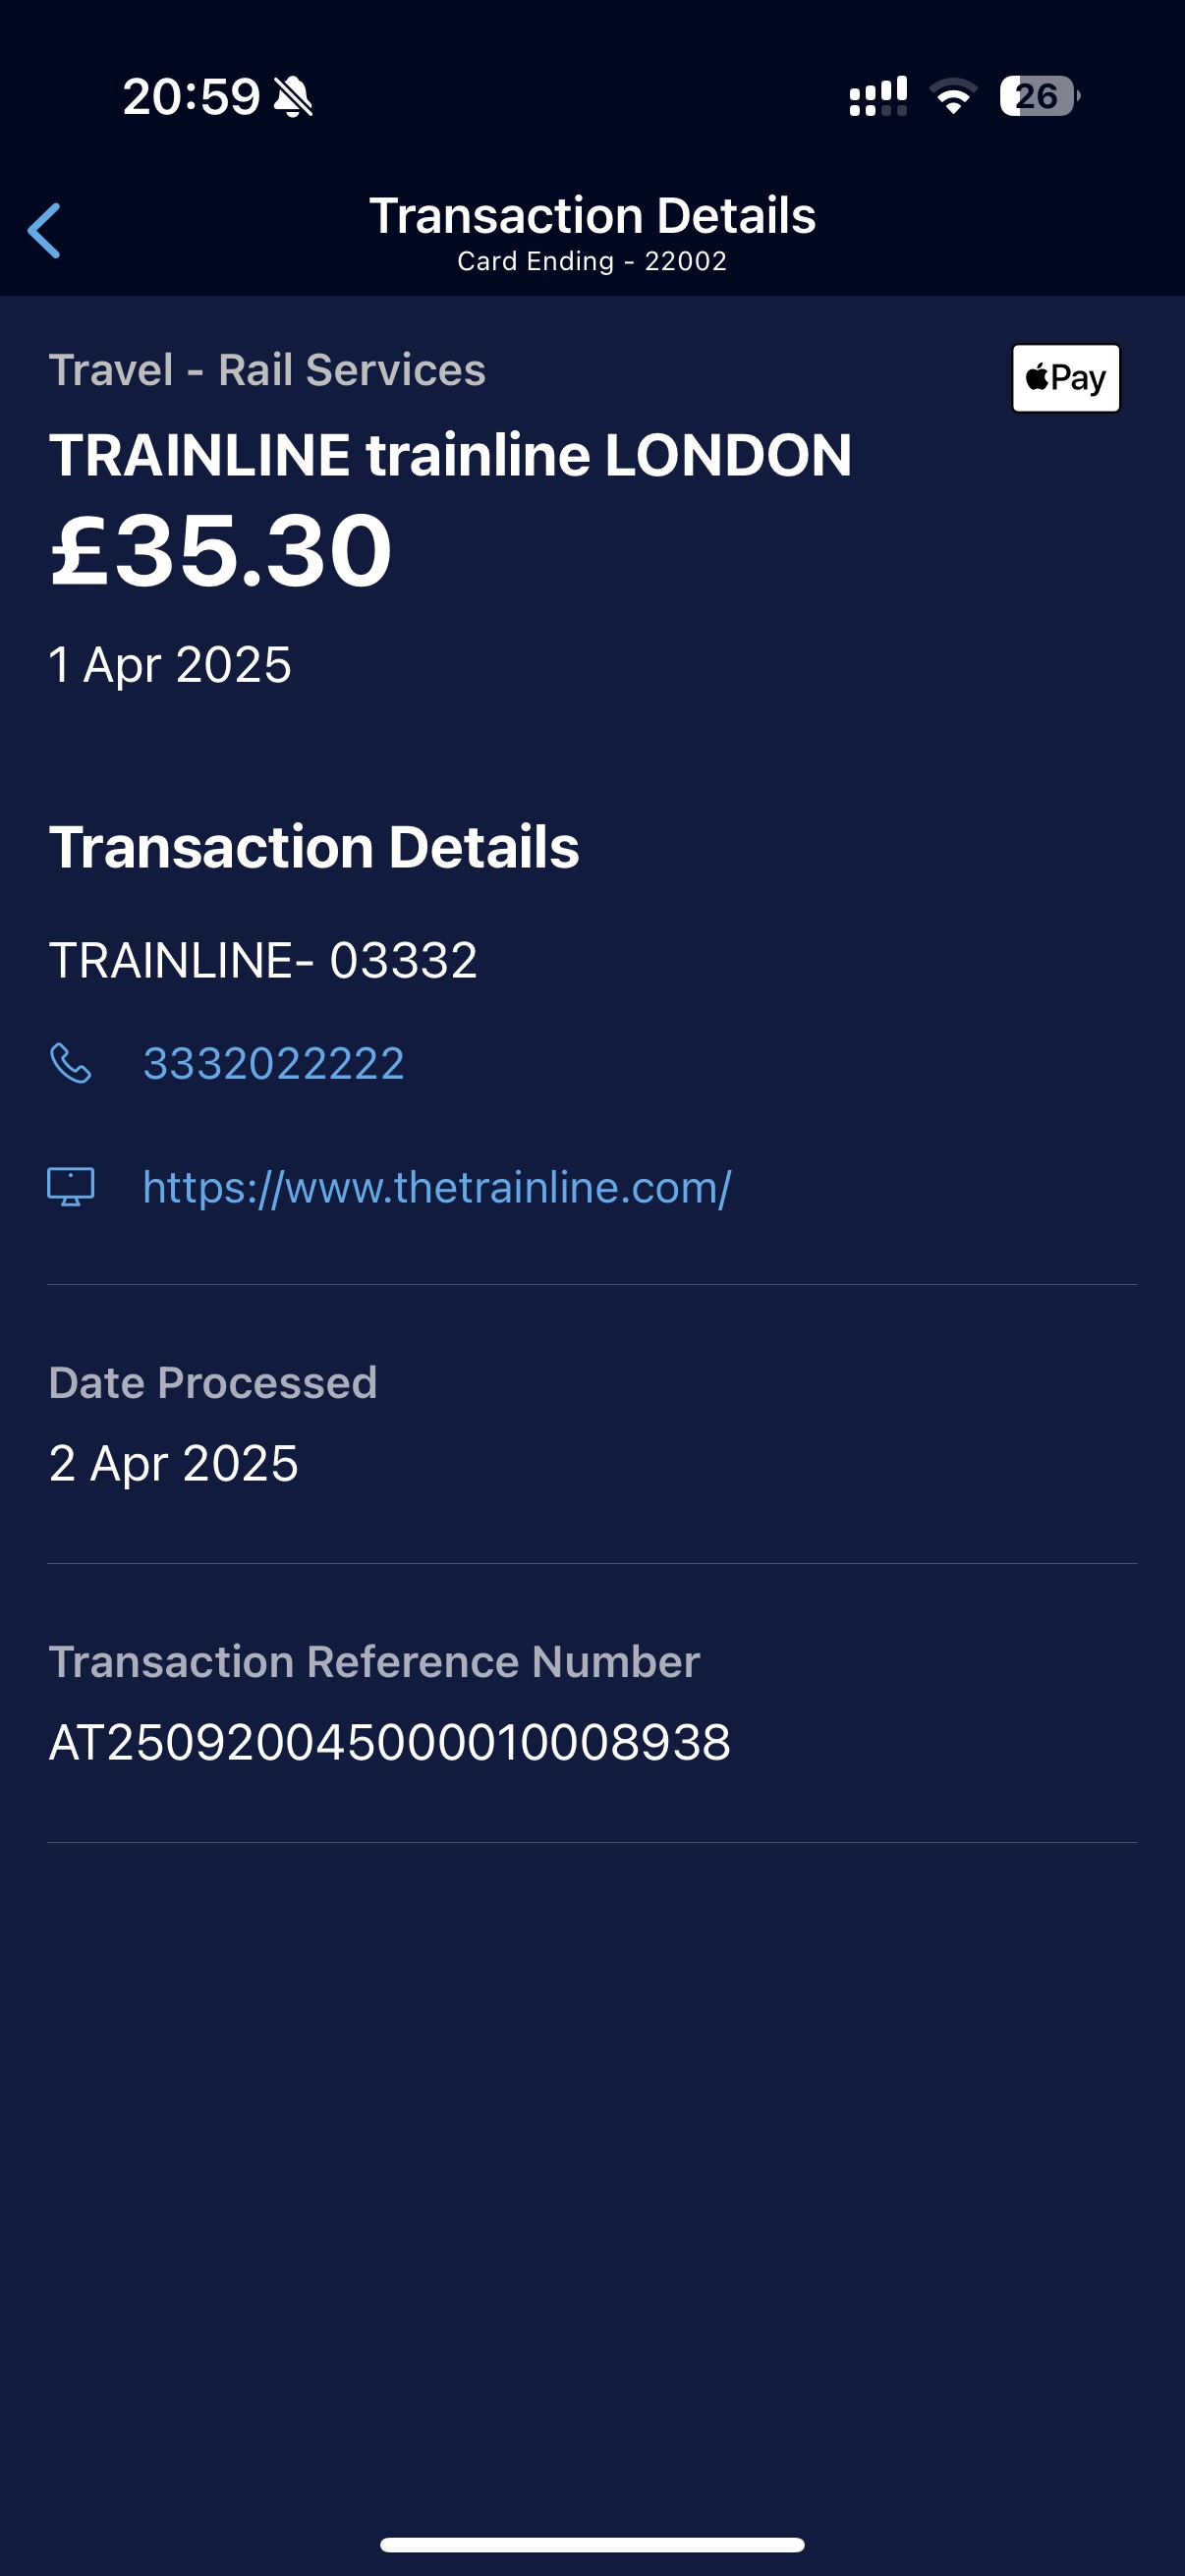 20:59
26
Transaction Details
Card Ending - 22002
Travel - Rail Services
Pay
TRAINLINE trainline LONDON
£35.30
1 Apr 2025
Transaction Details
TRAINLINE- 03332
3332022222
https://www.thetrainline.com/
Date Processed
2 Apr 2025
Transaction Reference Number
AT250920045000010008938